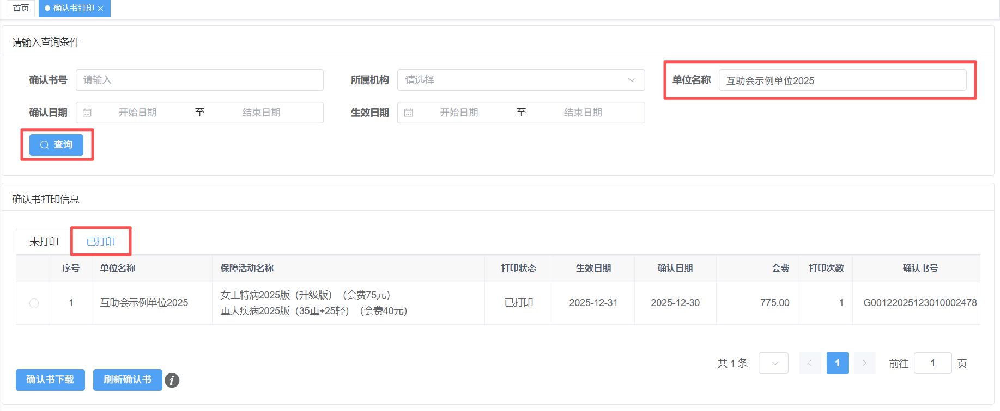 首页 确认书打印
请输入查询条件
确认书号 请输入 所属机构 请选择 单位名称 互助会示例单位2025
确认日期 开始日期 至 结束日期 生效日期 开始日期 至 结束日期
查询
确认书打印信息
未打印 已打印
序号 单位名称 保障活动名称 打印状态 生效日期 确认日期 会费 打印次数 确认书号
女工特病2025版（升级版）（会费75元）
1 互助会示例单位2025 已打印 2025-12-31 2025-12-30 775.00 1 G00122025123010002478
重大疾病2025版（35重+25轻）（会费40元）
共 1 条 1 前往 1 页
确认书下载 刷新确认书 i